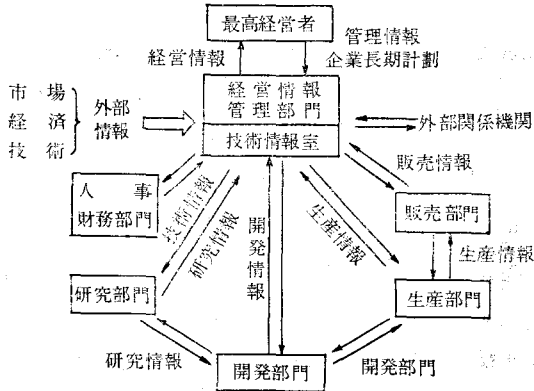 最高経営者
経営情報
管理情報
企業長期計劃
市場
経済
技術
外部
情報
経営情報
管理部門
技術情報室
外部関係機関
販売情報
人事
財務部門
技術情報
研究情報
開発情報
生産情報
販売部門
生産情報
研究部門
生産部門
研究情報
開発部門
開発部門